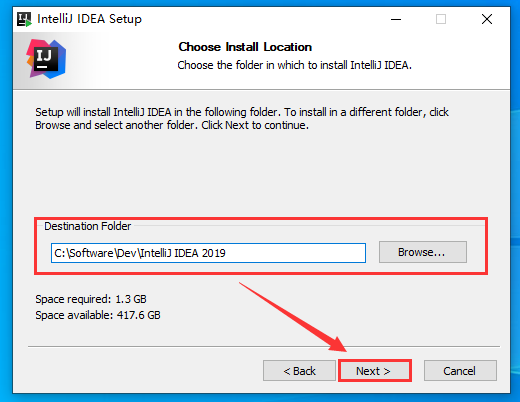 IntelliJ IDEA Setup
IJ
Choose Install Location
Choose the folder in which to install IntelliJ IDEA.
Setup will install IntelliJ IDEA in the following folder. To install in a different folder, click
Browse and select another folder. Click Next to continue.
Destination Folder
C:\Software\Dev\IntelliJ IDEA 2019
Browse...
Space required: 1.3 GB
Space available: 417.6 GB
< Back
Next >
Cancel